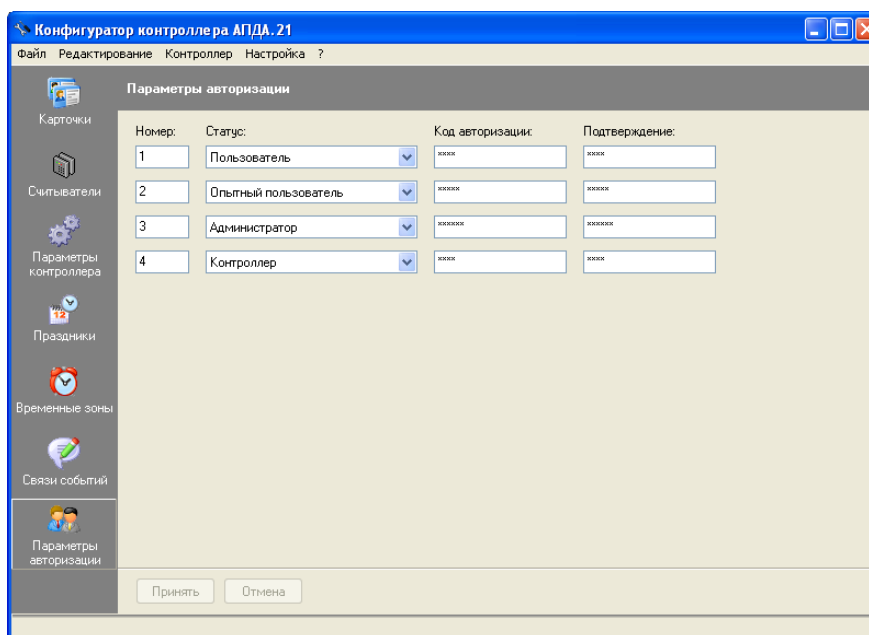 Конфигуратор контроллера АПДА.21
Файл Редактирование Контроллер Настройка ?
Параметры авторизации
Карточки
Считыватели
Параметры
контроллера
12
Праздники
Временные зоны
Связи событий
Параметры
авторизации
Номер: Статус: Код авторизации: Подтверждение:
1 Пользователь **** ****
2 Опытный пользователь ***** *****
3 Администратор ****** ******
4 Контроллер **** ****
Принять Отмена